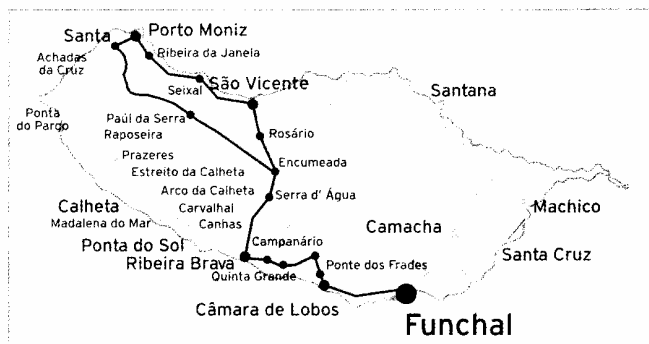 Santa
Porto Moniz
Achadas
da Cruz
Ribeira da Janela
Seixal
São Vicente
Santana
Ponta
do Pargo
Paúl da Serra
Raposeira
Rosário
Prazeres
Estreito da Calheta
Encumeada
Arco da Calheta
Serra d' Água
Calheta
Carvalhal
Madalena do Mar
Canhas
Camacha
Machico
Ponta do Sol
Campanário
Santa Cruz
Ribeira Brava
Ponte dos Frades
Quinta Grande
Câmara de Lobos
Funchal